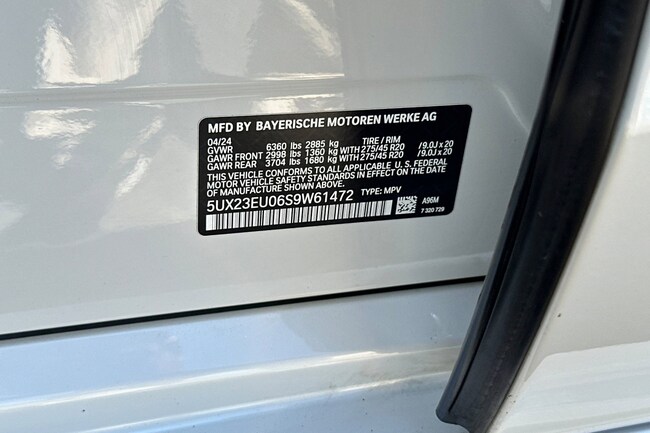 MFD BY BAYERISCHE MOTOREN WERKE AG
04/24
GVWR 6360 lbs 2885 kg TIRE / RIM
GAWR FRONT 2998 lbs 1360 kg WITH 275/45 R20 /9.0J x 20
GAWR REAR 3704 lbs 1680 kg WITH 275/45 R20 /9.0J x 20
THIS VEHICLE CONFORMS TO ALL APPLICABLE U.S. FEDERAL
MOTOR VEHICLE SAFETY STANDARDS IN EFFECT ON THE DATE
OF MANUFACTURE SHOWN ABOVE.
5UX23EU06S9W61472 TYPE: MPV
A96M
7 320 729